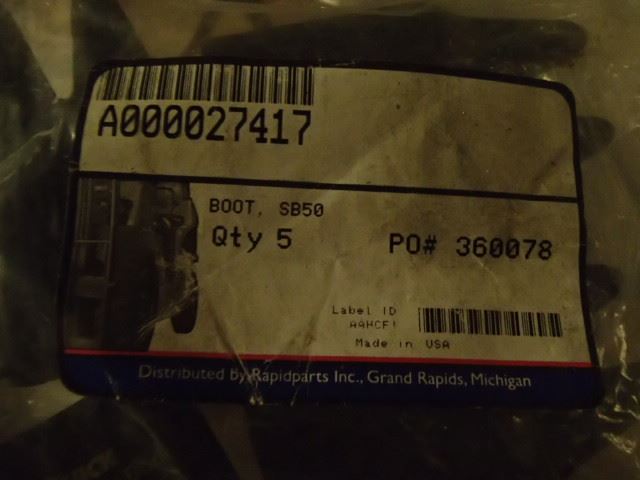 A000027417
BOOT, SB50
Qty 5
PO# 360078
Label ID
Made in USA
Distributed By Rapidparts Inc., Grand Rapids, Michigan